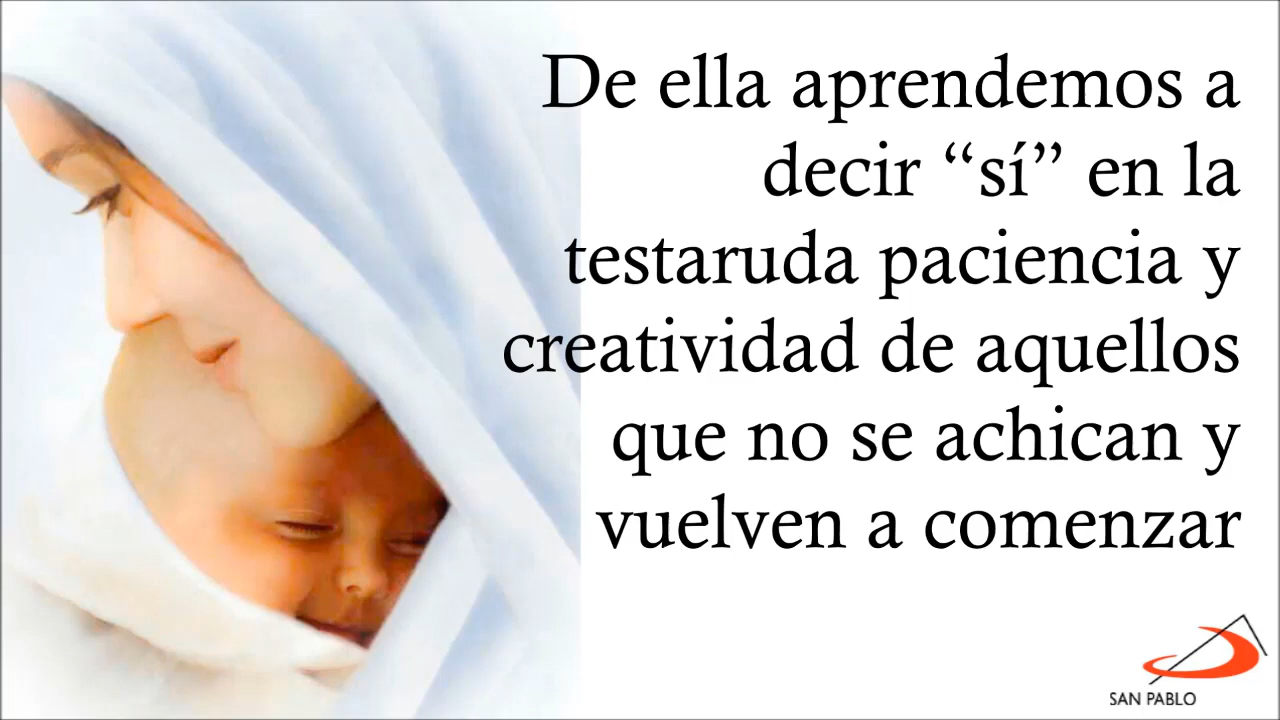 De ella aprendemos a
decir “sí” en la
testaruda paciencia y
creatividad de aquellos
que no se achican y
vuelven a comenzar
SAN PABLO